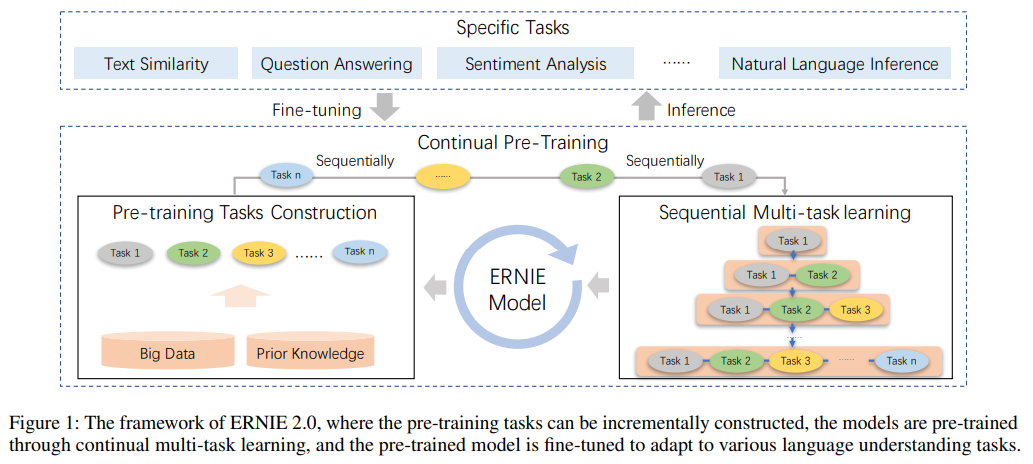 Specific Tasks
Text Similarity Question Answering Sentiment Analysis ...... Natural Language Inference
Fine-tuning Inference
Continual Pre-Training
Sequentially Sequentially
Task n ...... Task 2 Task 1
Pre-training Tasks Construction
Task 1 Task 2 Task 3 ...... Task n
Big Data Prior Knowledge
ERNIE
Model
Sequential Multi-task learning
Task 1
Task 1 Task 2
Task 1 Task 2 Task 3
......
Task 1 Task 2 Task 3 ...... Task n
Figure 1: The framework of ERNIE 2.0, where the pre-training tasks can be incrementally constructed, the models are pre-trained
through continual multi-task learning, and the pre-trained model is fine-tuned to adapt to various language understanding tasks.